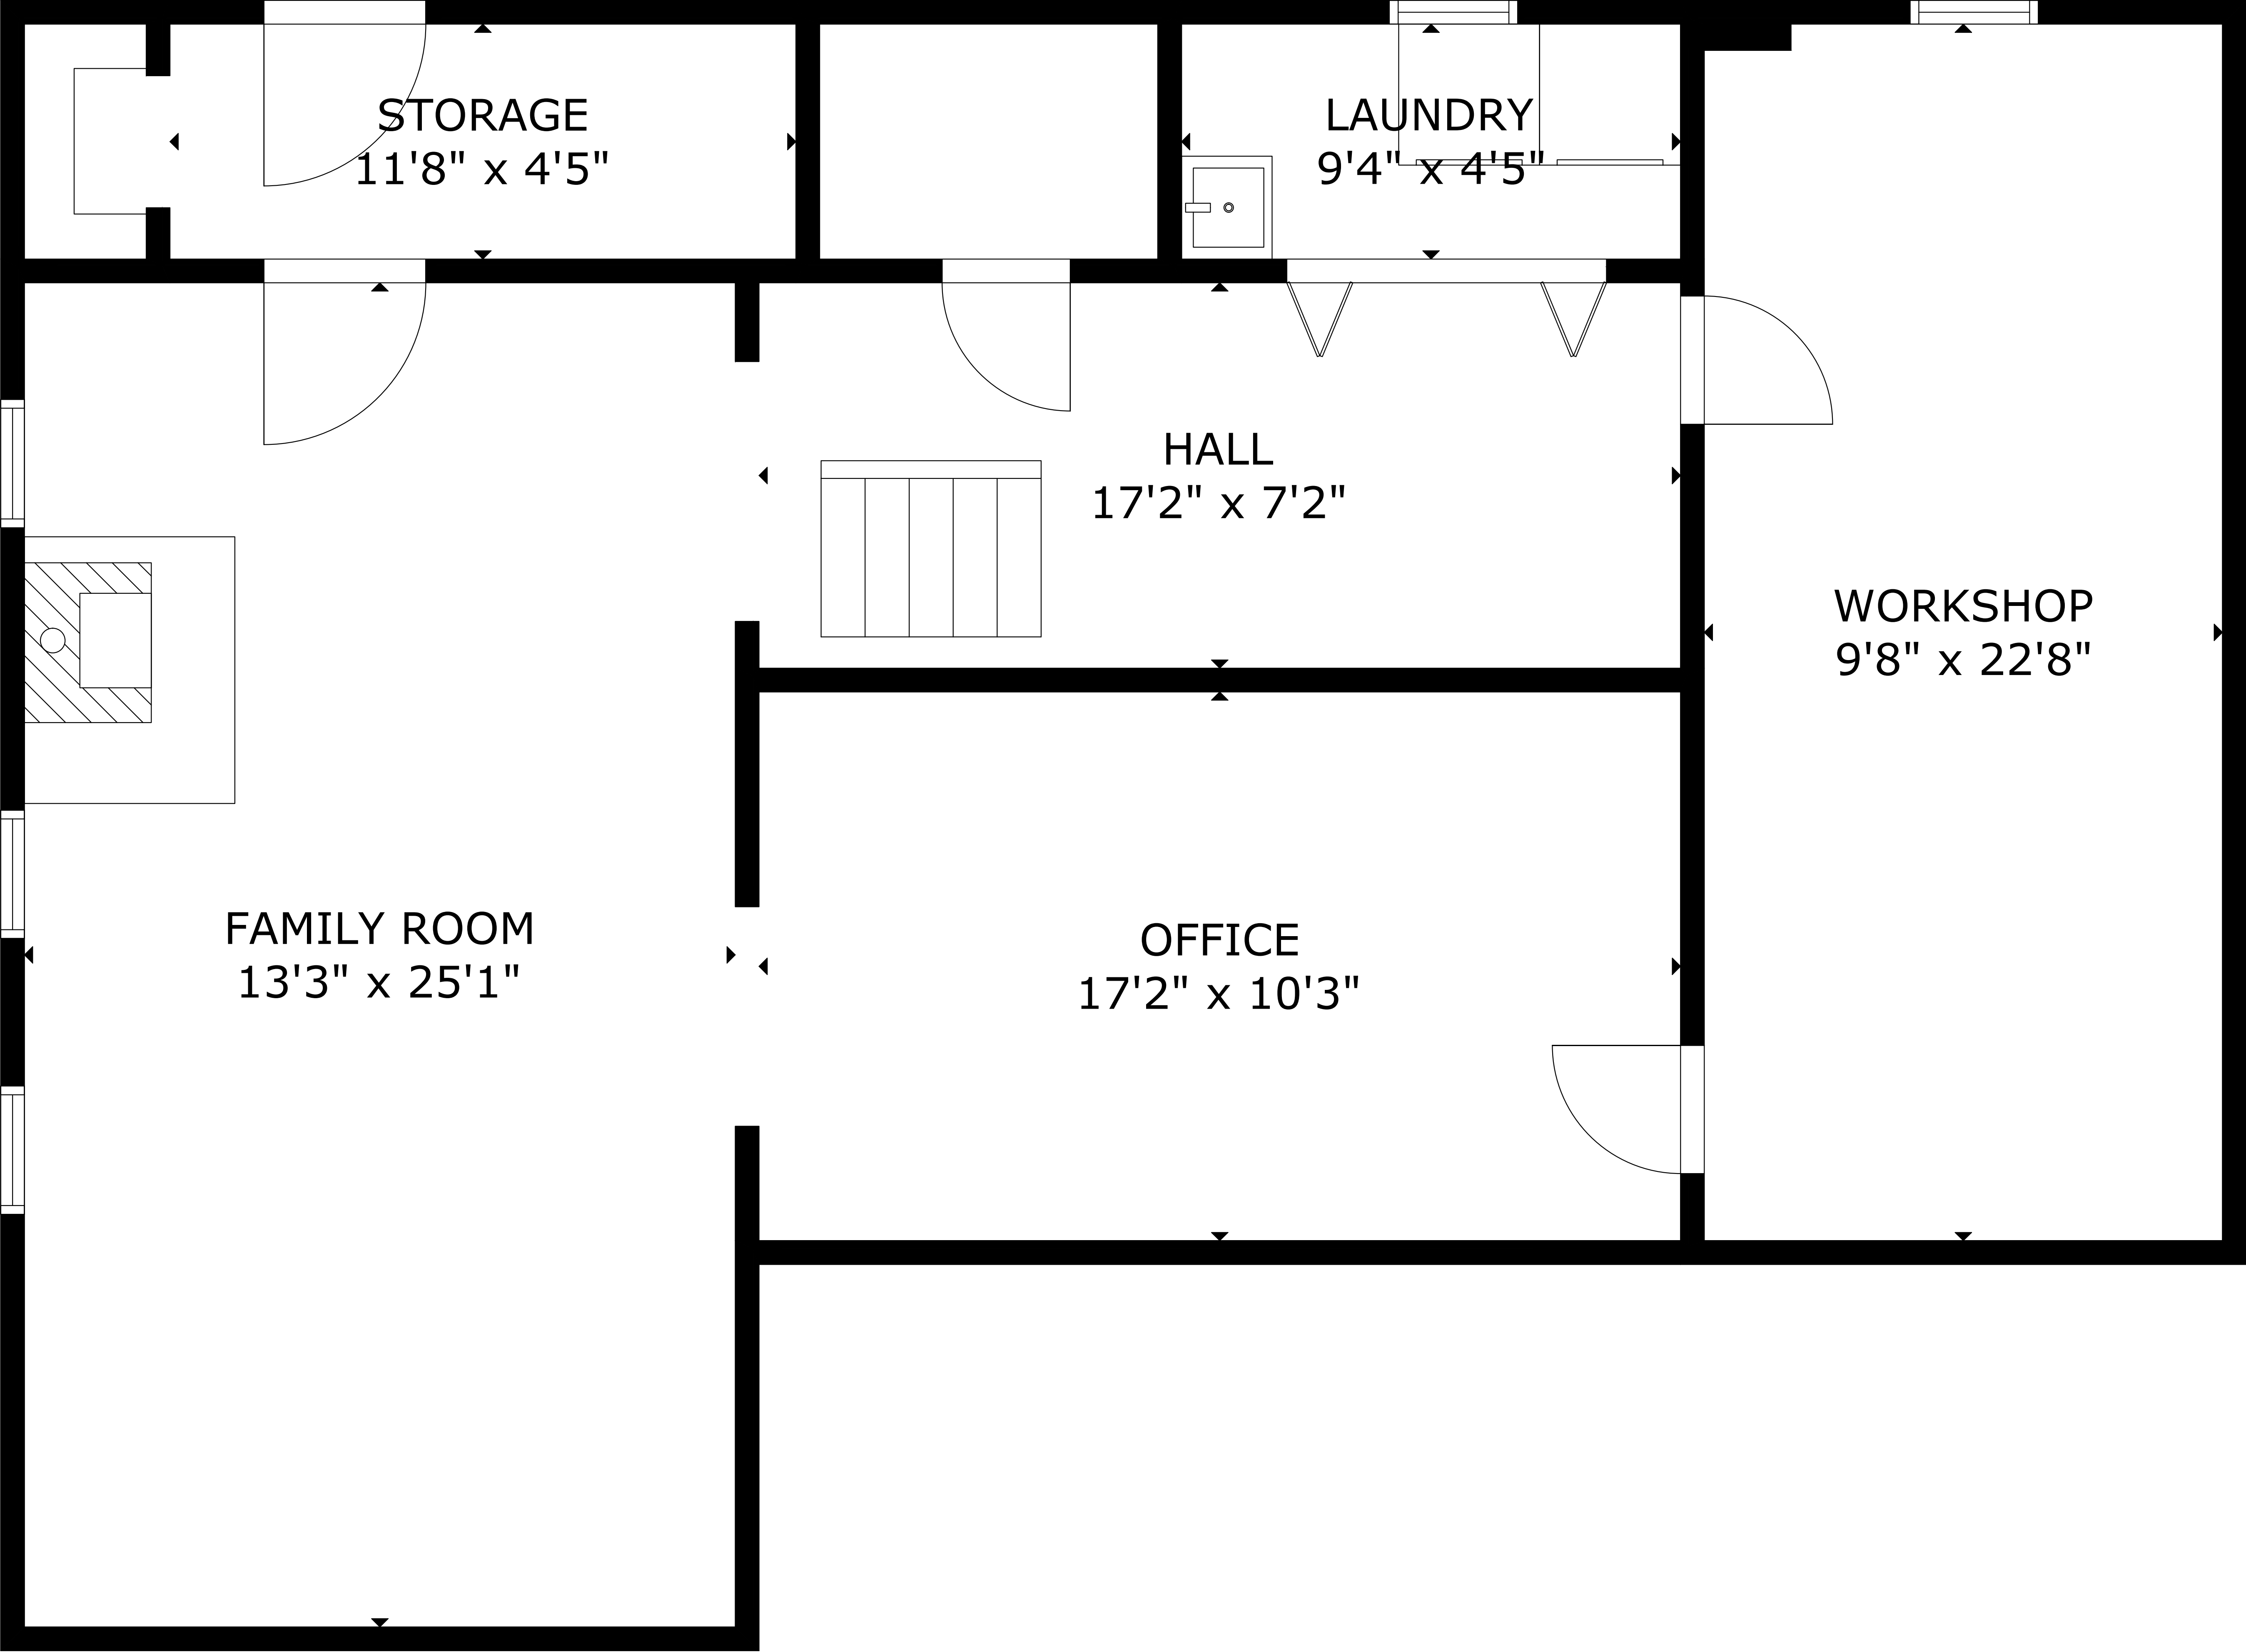 STORAGE
11'8" x 4'5"
LAUNDRY
9'4" x 4'5"
HALL
17'2" x 7'2"
WORKSHOP
9'8" x 22'8"
FAMILY ROOM
13'3" x 25'1"
OFFICE
17'2" x 10'3"